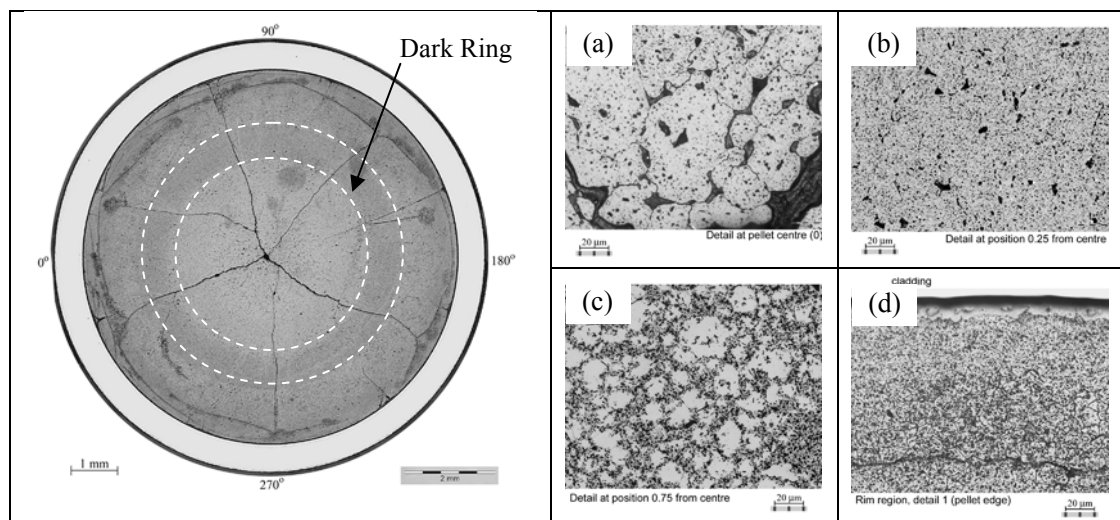 90°
Dark Ring
0°
180°
1 mm
270°
2 mm
(a)
20 µm
Detail at pellet centre (0)
(b)
20 µm
Detail at position 0.25 from centre
(c)
Detail at position 0.75 from centre
20 µm
cladding
(d)
Rim region, detail 1 (pellet edge)
20 µm